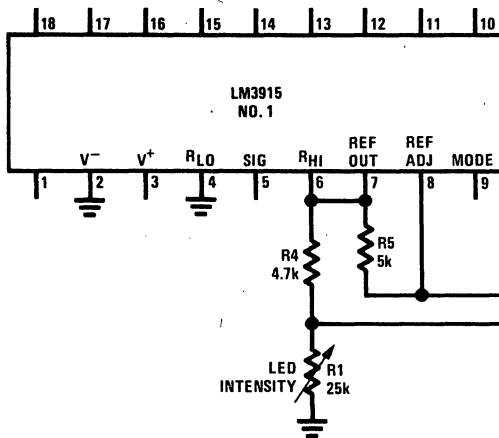 18 17 16 15 14 13 12 11 10
LM3915
NO. 1
V− V+ RLO SIG RHI REF OUT REF ADJ MODE
1 2 3 4 5 6 7 8 9
R4
4.7k
R5
5k
LED
INTENSITY
R1
25k